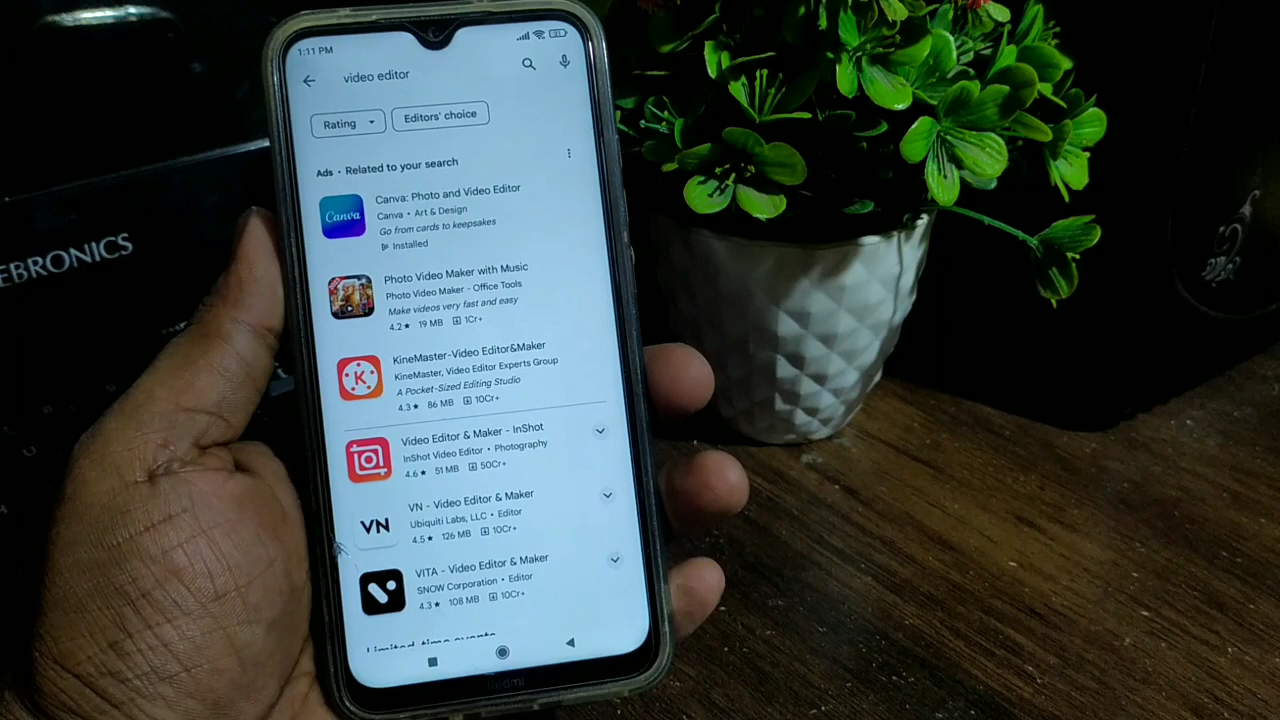 1:11 PM
video editor
Rating
Editors' choice
Ads • Related to your search
Canva
Canva: Photo and Video Editor
Canva • Art & Design
Go from cards to keepsakes
Installed
Photo Video Maker with Music
Photo Video Maker - Office Tools
Make videos very fast and easy
4.2★ 19 MB 1Cr+
K
KineMaster-Video Editor&Maker
KineMaster, Video Editor Experts Group
A Pocket-Sized Editing Studio
4.3★ 86 MB 10Cr+
Video Editor & Maker - InShot
InShot Video Editor • Photography
4.6★ 51 MB 50Cr+
VN
VN - Video Editor & Maker
Ubiquiti Labs, LLC • Editor
4.5★ 126 MB 10Cr+
VITA - Video Editor & Maker
SNOW Corporation • Editor
4.3★ 108 MB 10Cr+
Limited time events
Redmi
EBRONICS